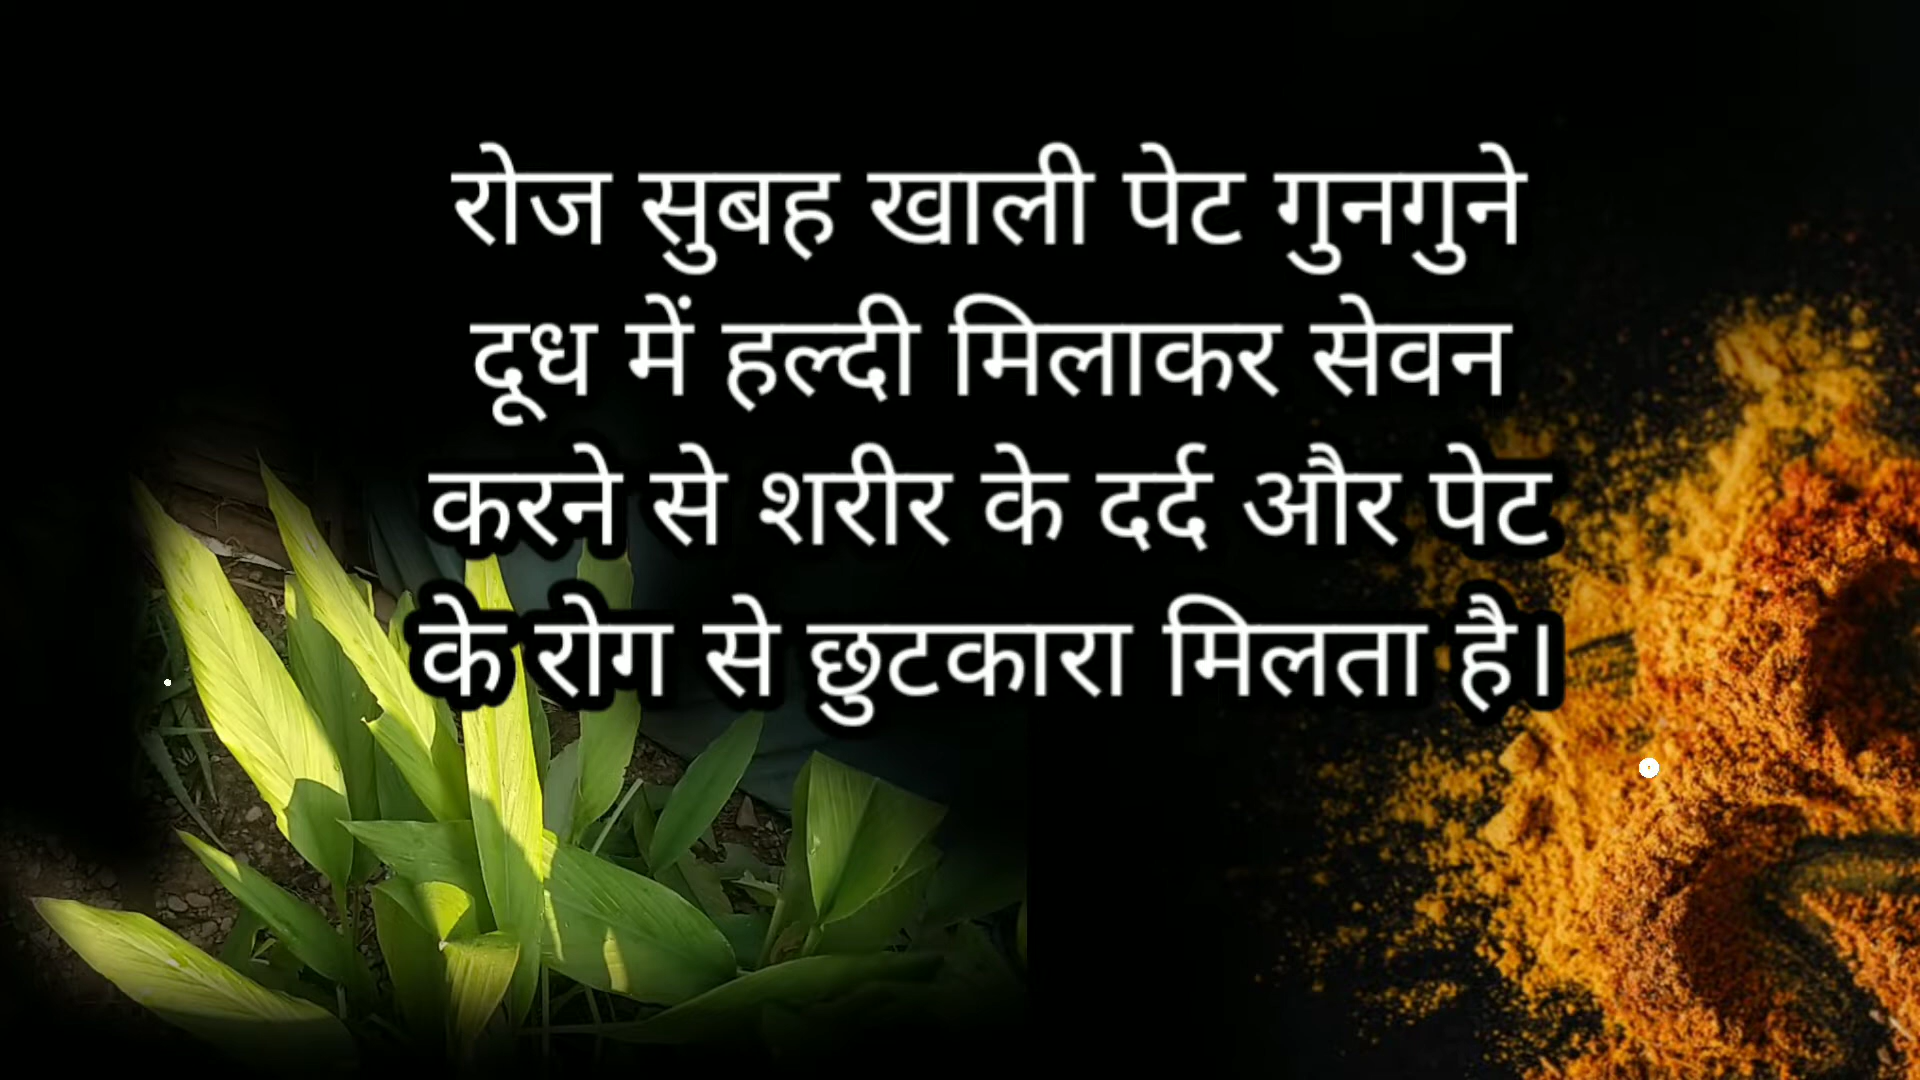 रोज सुबह खाली पेट गुनगुने
दूध में हल्दी मिलाकर सेवन
करने से शरीर के दर्द और पेट
के रोग से छुटकारा मिलता है।